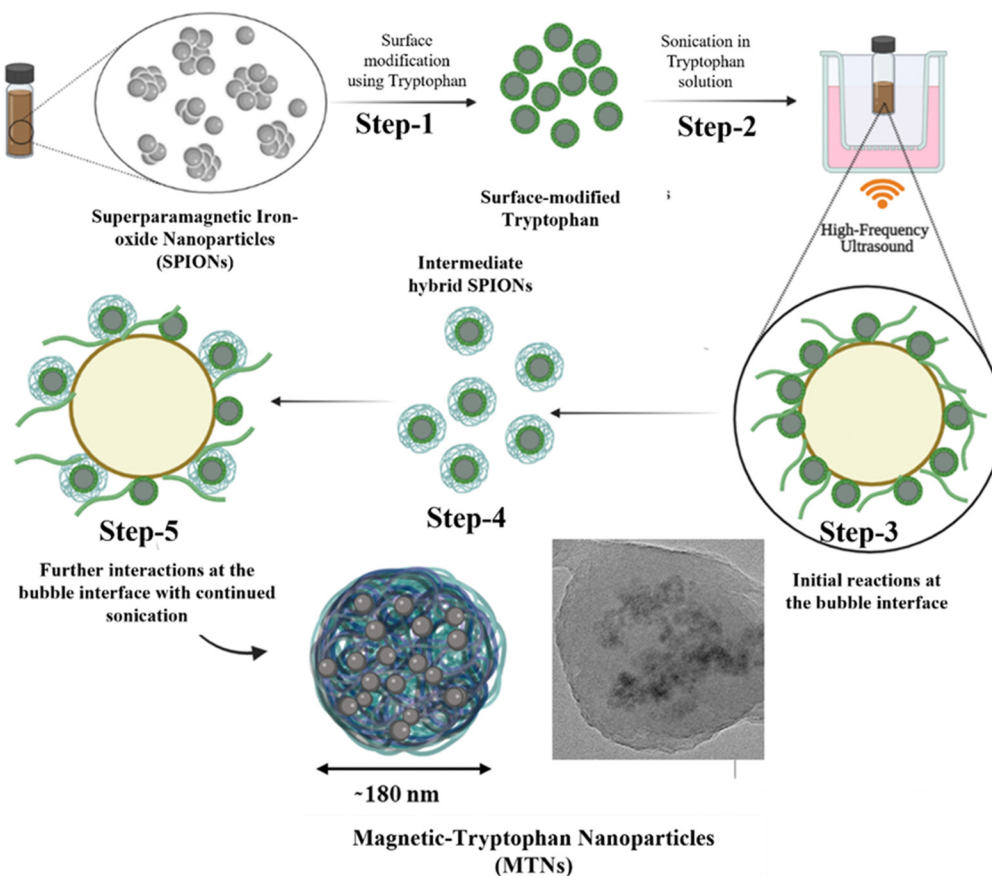 Surface
modification
using Tryptophan
Step-1
Sonication in
Tryptophan
solution
Step-2
Superparamagnetic Iron-
oxide Nanoparticles
(SPIONs)
Surface-modified
Tryptophan
High-Frequency
Ultrasound
Intermediate
hybrid SPIONs
Step-5
Step-4
Step-3
Further interactions at the
bubble interface with continued
sonication
Initial reactions at
the bubble interface
~180 nm
Magnetic-Tryptophan Nanoparticles
(MTNs)